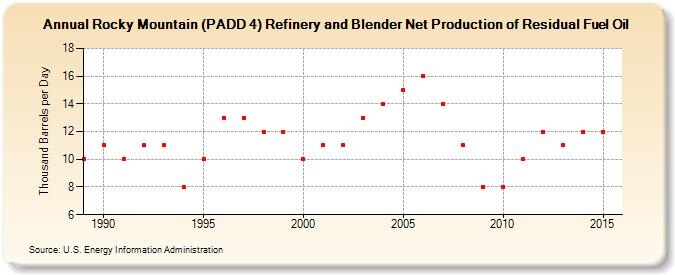 Annual Rocky Mountain (PADD 4) Refinery and Blender Net Production of Residual Fuel Oil
Thousand Barrels per Day
18
16
14
12
10
8
6
1990 1995 2000 2005 2010 2015
Source: U.S. Energy Information Administration